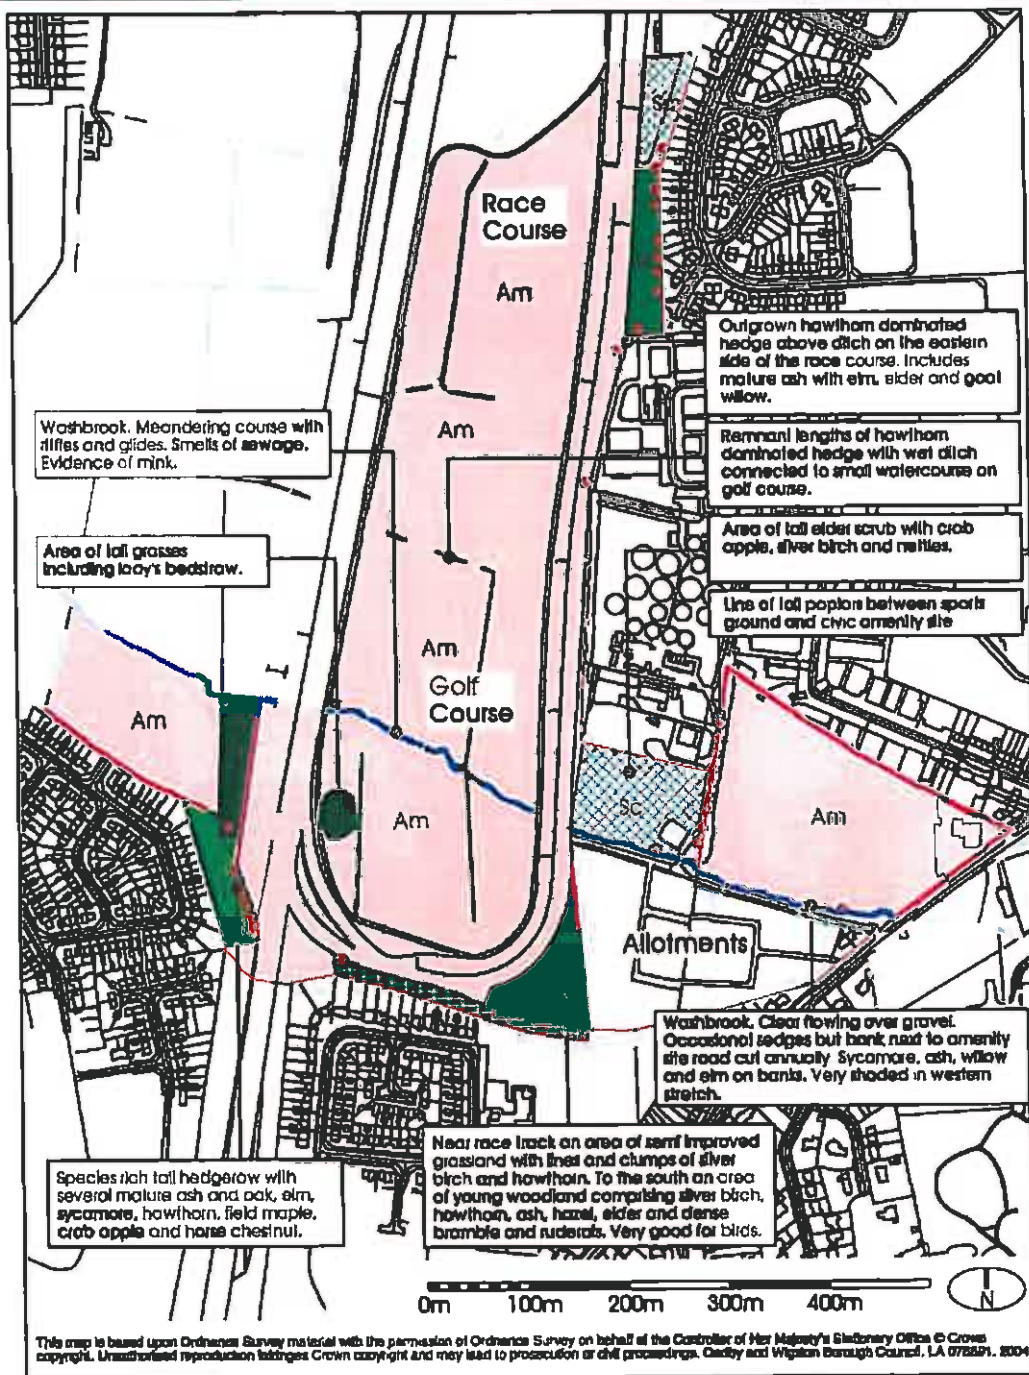 Sc
Race
Course
Am
Outgrown hawthorn dominated
hedge above ditch on the eastern
side of the race course. Includes
mature ash with elm, elder and goat
willow.
Washbrook. Meandering course with
riffles and glides. Smells of sewage.
Evidence of mink.
Am
Remnant lengths of hawthorn
dominated hedge with wet ditch
connected to small watercourse on
golf course.
Area of tall grasses
including lady's bedstraw.
Area of tall elder scrub with crab
apple, silver birch and nettles.
Line of tall poplars between sports
ground and civic amenity site
Am
Golf
Course
Am
Am
Sc
Am
Allotments
Washbrook. Clear flowing over gravel.
Occasional sedges but bank next to amenity
site road cut annually. Sycamore, ash, willow
and elm on banks. Very shaded in western
stretch.
Near race track an area of semi improved
grassland with lines and clumps of silver
birch and hawthorn. To the south an area
of young woodland comprising silver birch,
hawthorn, ash, hazel, elder and dense
bramble and ruderals. Very good for birds.
Species rich tall hedgerow with
several mature ash and oak, elm,
sycamore, hawthorn, field maple,
crab apple and horse chestnut.
0m 100m 200m 300m 400m
N
This map is based upon Ordnance Survey material with the permission of Ordnance Survey on behalf of the Controller of Her Majesty's Stationery Office © Crown
copyright. Unauthorised reproduction infringes Crown copyright and may lead to prosecution or civil proceedings. Oadby and Wigston Borough Council. LA 2004